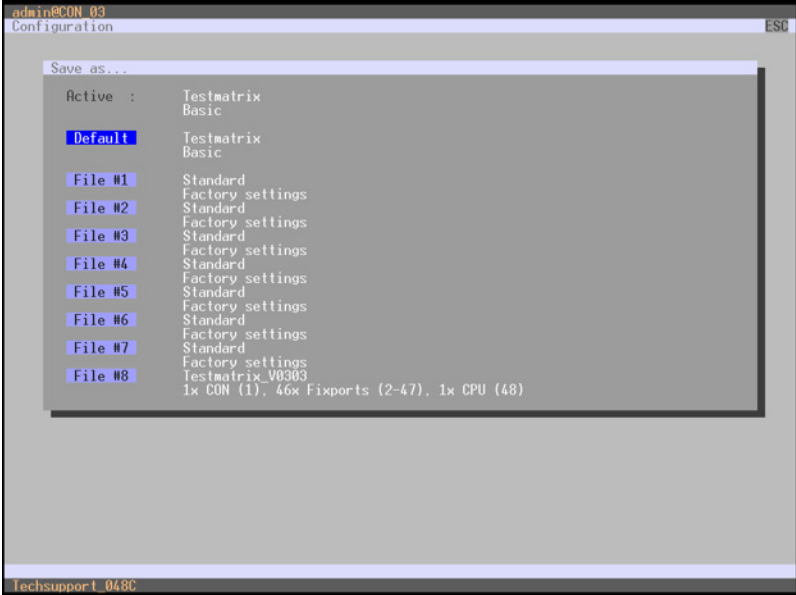 admin@CON_03
Configuration ESC
Save as...
Active : Testmatrix
Basic
Default Testmatrix
Basic
File #1 Standard
Factory settings
File #2 Standard
Factory settings
File #3 Standard
Factory settings
File #4 Standard
Factory settings
File #5 Standard
Factory settings
File #6 Standard
Factory settings
File #7 Standard
Factory settings
File #8 Testmatrix_V0303
1x CON (1), 46x Fixports (2-47), 1x CPU (48)
Techsupport_048C